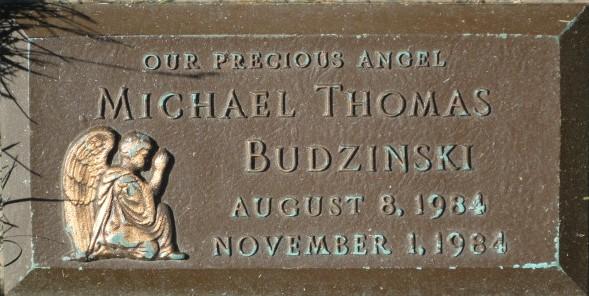 OUR PRECIOUS ANGEL
MICHAEL THOMAS
BUDZINSKI
AUGUST 8, 1984
NOVEMBER 1, 1984